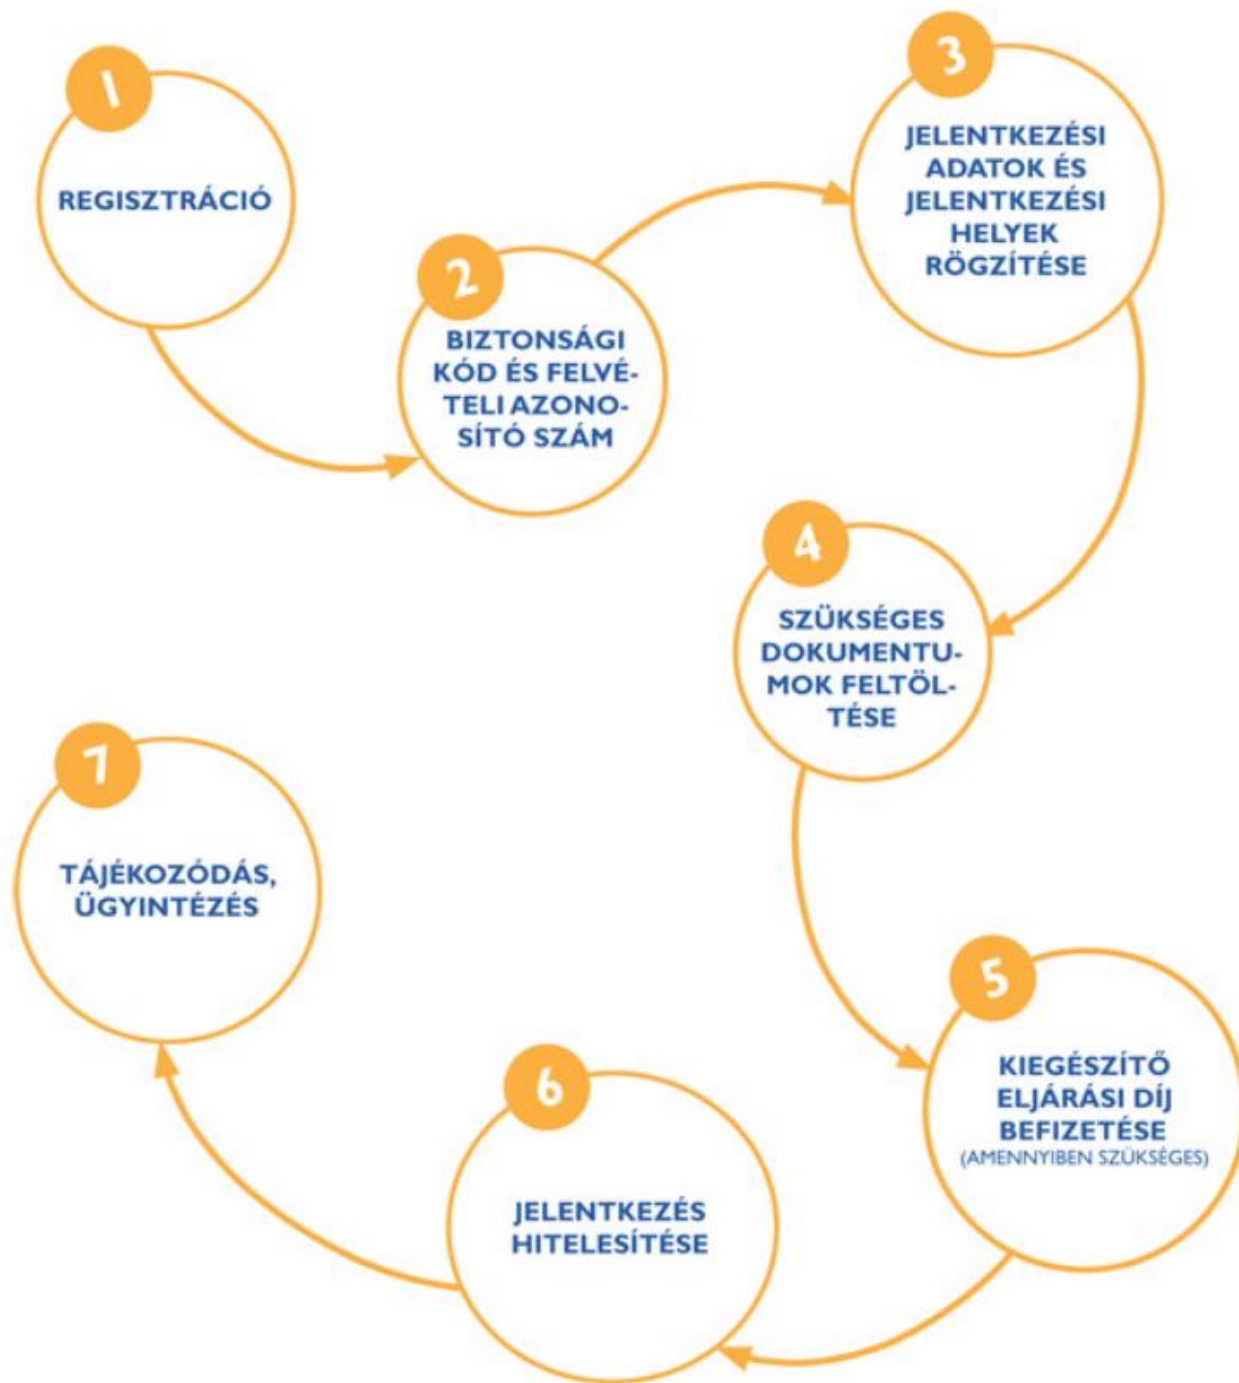 1
REGISZTRÁCIÓ
2
BIZTONSÁGI
KÓD ÉS FELVÉ-
TELI AZONO-
SÍTÓ SZÁM
3
JELENTKEZÉSI
ADATOK ÉS
JELENTKEZÉSI
HELYEK
RÖGZÍTÉSE
4
SZÜKSÉGES
DOKUMENTU-
MOK FELTÖL-
TÉSE
5
KIEGÉSZÍTŐ
ELJÁRÁSI DÍJ
BEFIZETÉSE
(AMENNYIBEN SZÜKSÉGES)
6
JELENTKEZÉS
HITELESÍTÉSE
7
TÁJÉKOZÓDÁS,
ÜGYINTÉZÉS